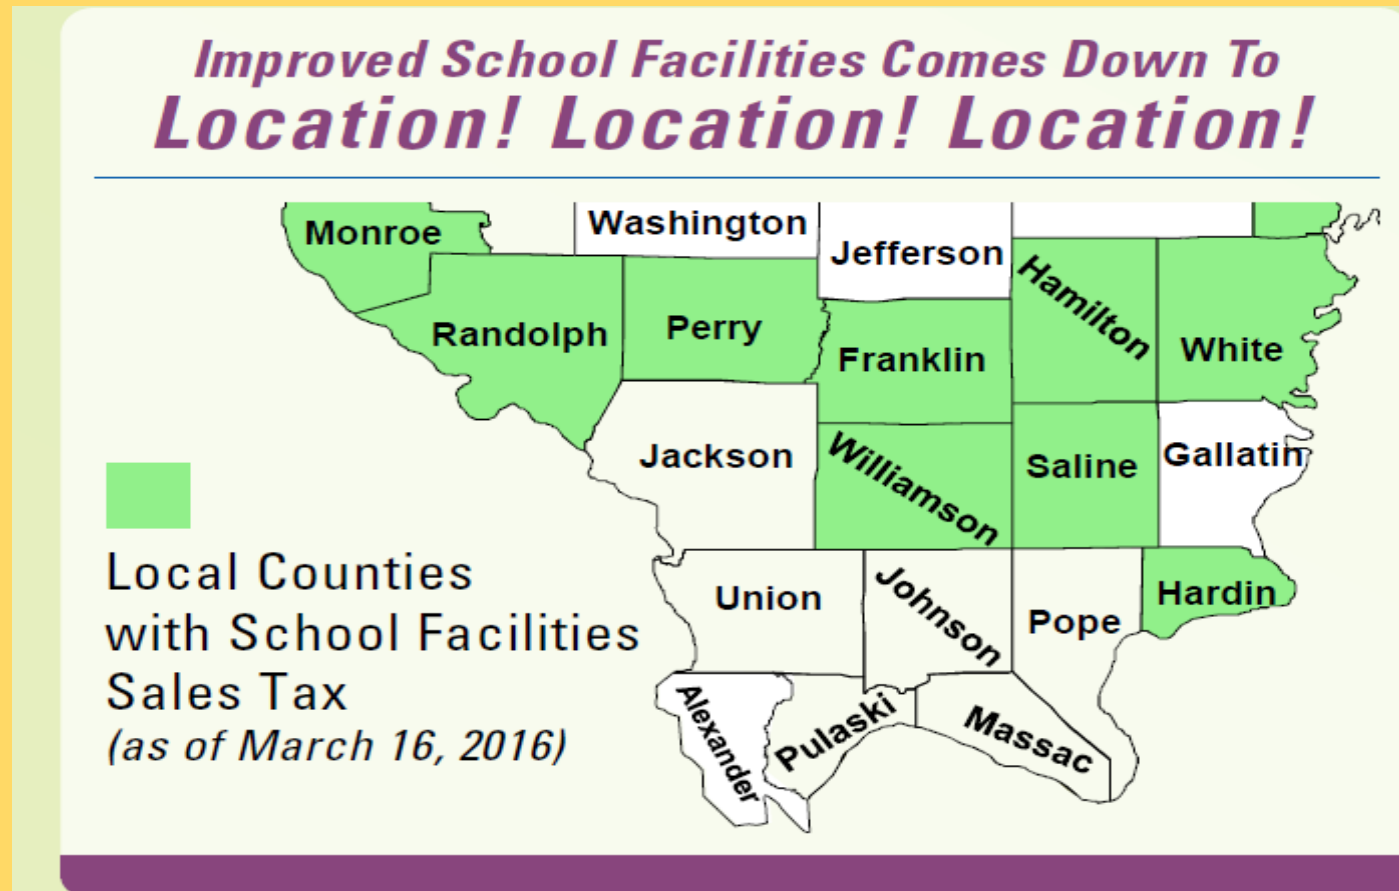 Improved School Facilities Comes Down To
Location! Location! Location!
Monroe
Washington
Jefferson
Hamilton
Randolph
Perry
Franklin
White
Jackson
Williamson
Saline
Gallatin
Local Counties
with School Facilities
Sales Tax
(as of March 16, 2016)
Union
Johnson
Pope
Hardin
Alexander
Pulaski
Massac